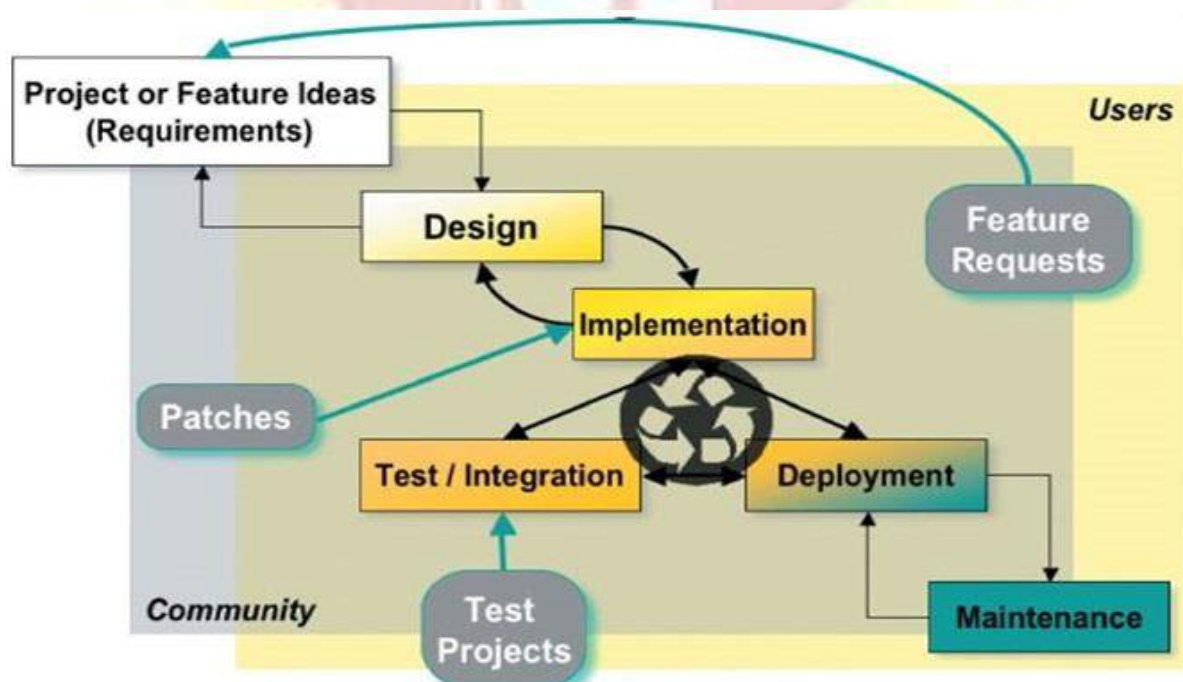 Project or Feature Ideas
(Requirements)
Users
Design
Feature
Requests
Implementation
Patches
Test / Integration
Deployment
Community
Test
Projects
Maintenance